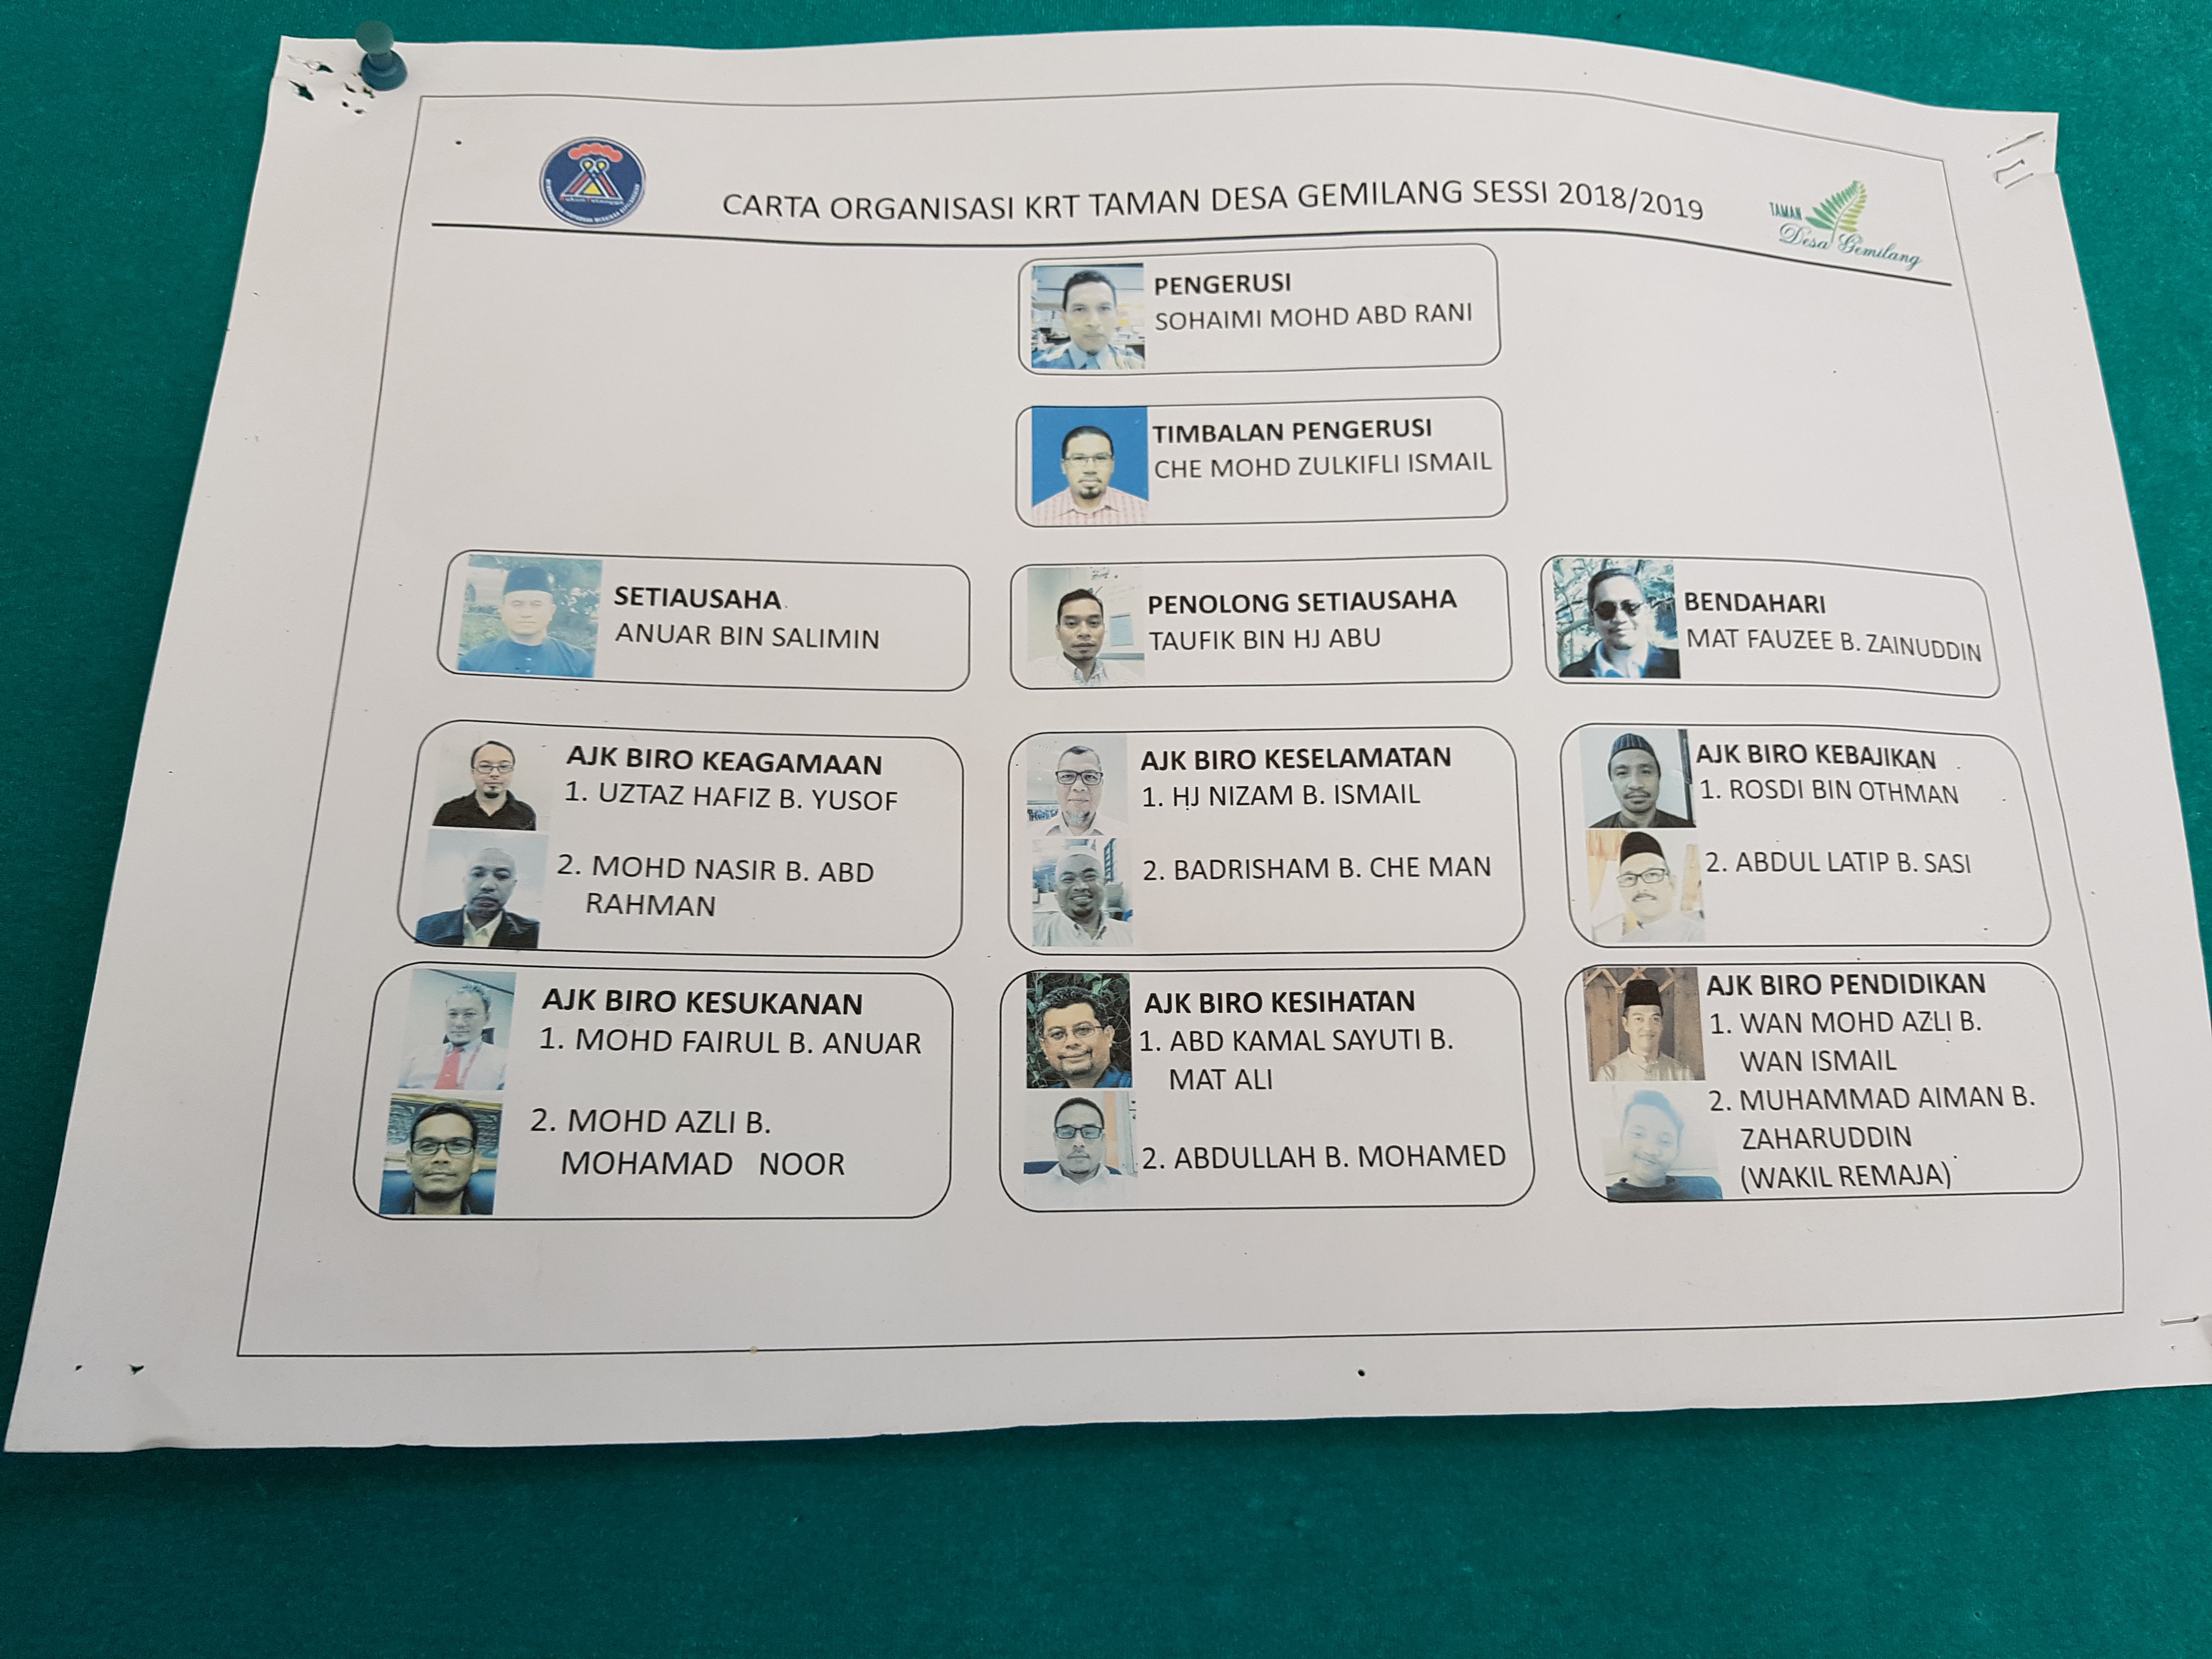 CARTA ORGANISASI KRT TAMAN DESA GEMILANG SESSI 2018/2019
Rukun Tetangga
TAMAN
Desa Gemilang
PENGERUSI
SOHAIMI MOHD ABD RANI
TIMBALAN PENGERUSI
CHE MOHD ZULKIFLI ISMAIL
SETIAUSAHA
ANUAR BIN SALIMIN
PENOLONG SETIAUSAHA
TAUFIK BIN HJ ABU
BENDAHARI
MAT FAUZEE B. ZAINUDDIN
AJK BIRO KEAGAMAAN
1. UZTAZ HAFIZ B. YUSOF
2. MOHD NASIR B. ABD
RAHMAN
AJK BIRO KESELAMATAN
1. HJ NIZAM B. ISMAIL
2. BADRISHAM B. CHE MAN
AJK BIRO KEBAJIKAN
1. ROSDI BIN OTHMAN
2. ABDUL LATIP B. SASI
AJK BIRO KESUKANAN
1. MOHD FAIRUL B. ANUAR
2. MOHD AZLI B.
MOHAMAD NOOR
AJK BIRO KESIHATAN
1. ABD KAMAL SAYUTI B.
MAT ALI
2. ABDULLAH B. MOHAMED
AJK BIRO PENDIDIKAN
1. WAN MOHD AZLI B.
WAN ISMAIL
2. MUHAMMAD AIMAN B.
ZAHARUDDIN
(WAKIL REMAJA)